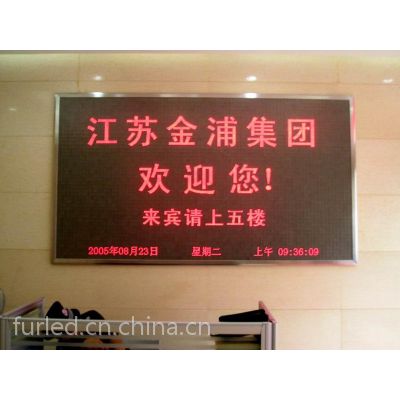 江苏金浦集团
欢迎您!
来宾请上五楼
2005年08月23日 星期二 上午 09:36:09
furled.cn.china.cn